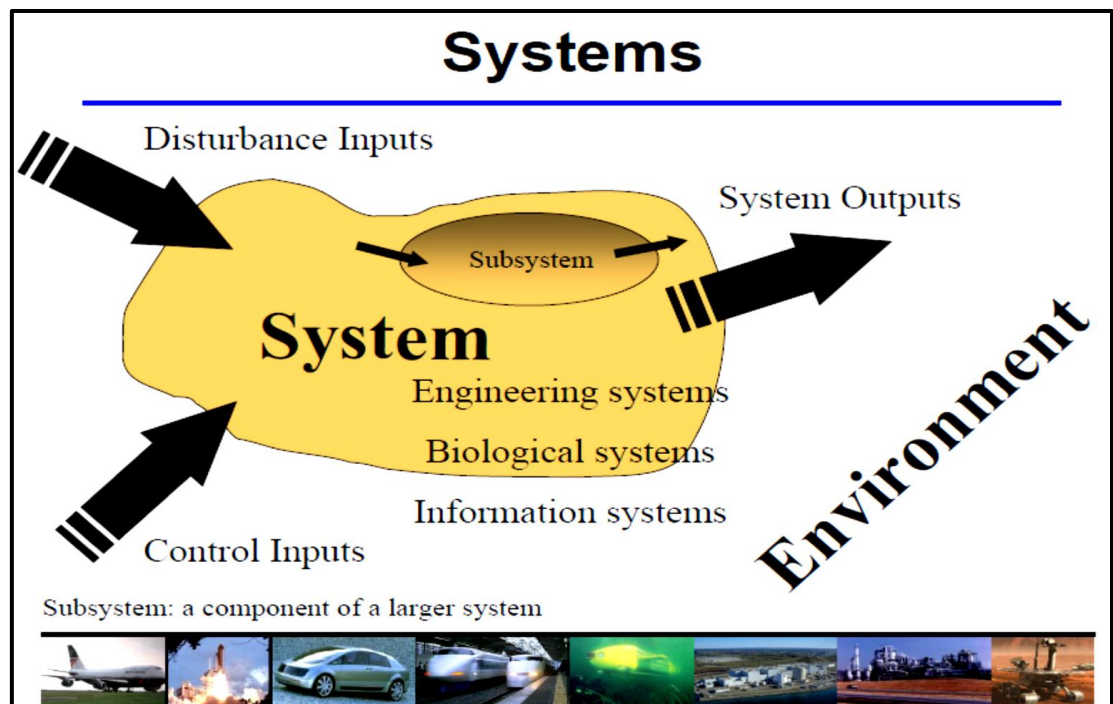 Systems
Disturbance Inputs
System Outputs
Subsystem
System
Engineering systems
Biological systems
Information systems
Environment
Control Inputs
Subsystem: a component of a larger system